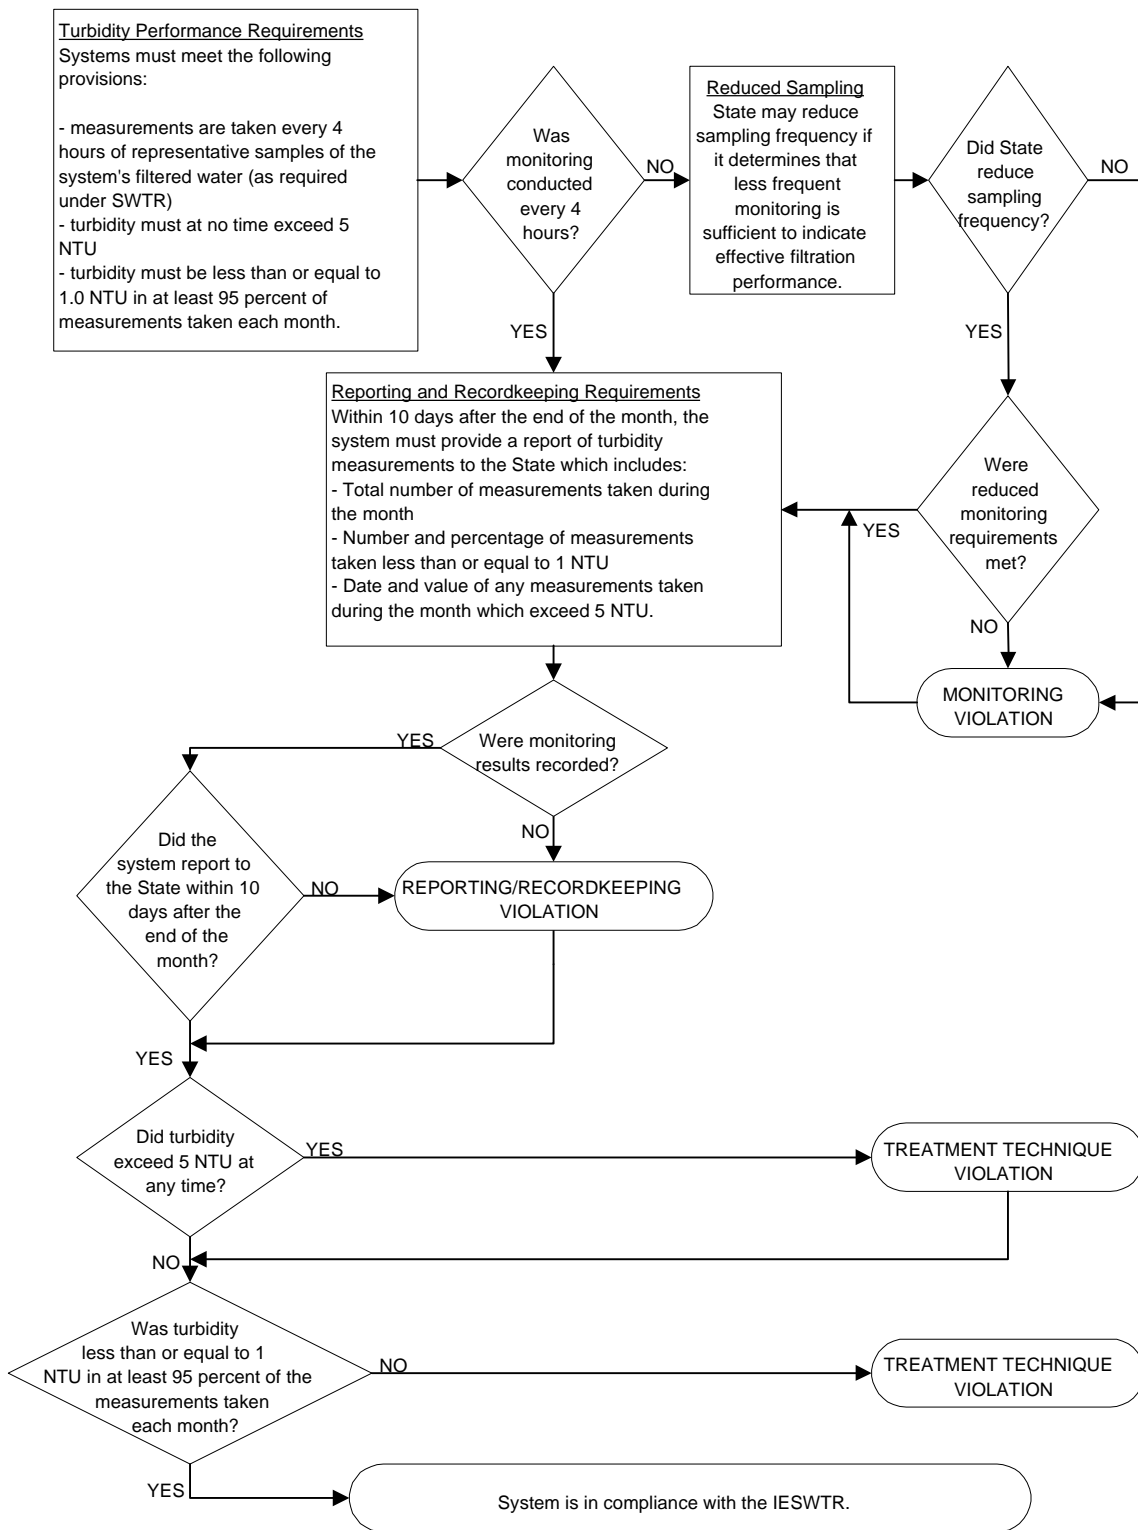 Turbidity Performance Requirements
Systems must meet the following
provisions:
- measurements are taken every 4
hours of representative samples of the
system's filtered water (as required
under SWTR)
- turbidity must at no time exceed 5
NTU
- turbidity must be less than or equal to
1.0 NTU in at least 95 percent of
measurements taken each month.
Was
monitoring
conducted
every 4
hours?
NO
Reduced Sampling
State may reduce
sampling frequency if
it determines that
less frequent
monitoring is
sufficient to indicate
effective filtration
performance.
Did State
reduce
sampling
frequency?
NO
YES
YES
Reporting and Recordkeeping Requirements
Within 10 days after the end of the month, the
system must provide a report of turbidity
measurements to the State which includes:
- Total number of measurements taken during
the month
- Number and percentage of measurements
taken less than or equal to 1 NTU
- Date and value of any measurements taken
during the month which exceed 5 NTU.
Were
reduced
monitoring
requirements
met?
YES
NO
MONITORING
VIOLATION
Were monitoring
results recorded?
YES
NO
Did the
system report to
the State within 10
days after the
end of the
month?
NO
REPORTING/RECORDKEEPING
VIOLATION
YES
Did turbidity
exceed 5 NTU at
any time?
YES
TREATMENT TECHNIQUE
VIOLATION
NO
Was turbidity
less than or equal to 1
NTU in at least 95 percent of the
measurements taken
each month?
NO
TREATMENT TECHNIQUE
VIOLATION
YES
System is in compliance with the IESWTR.